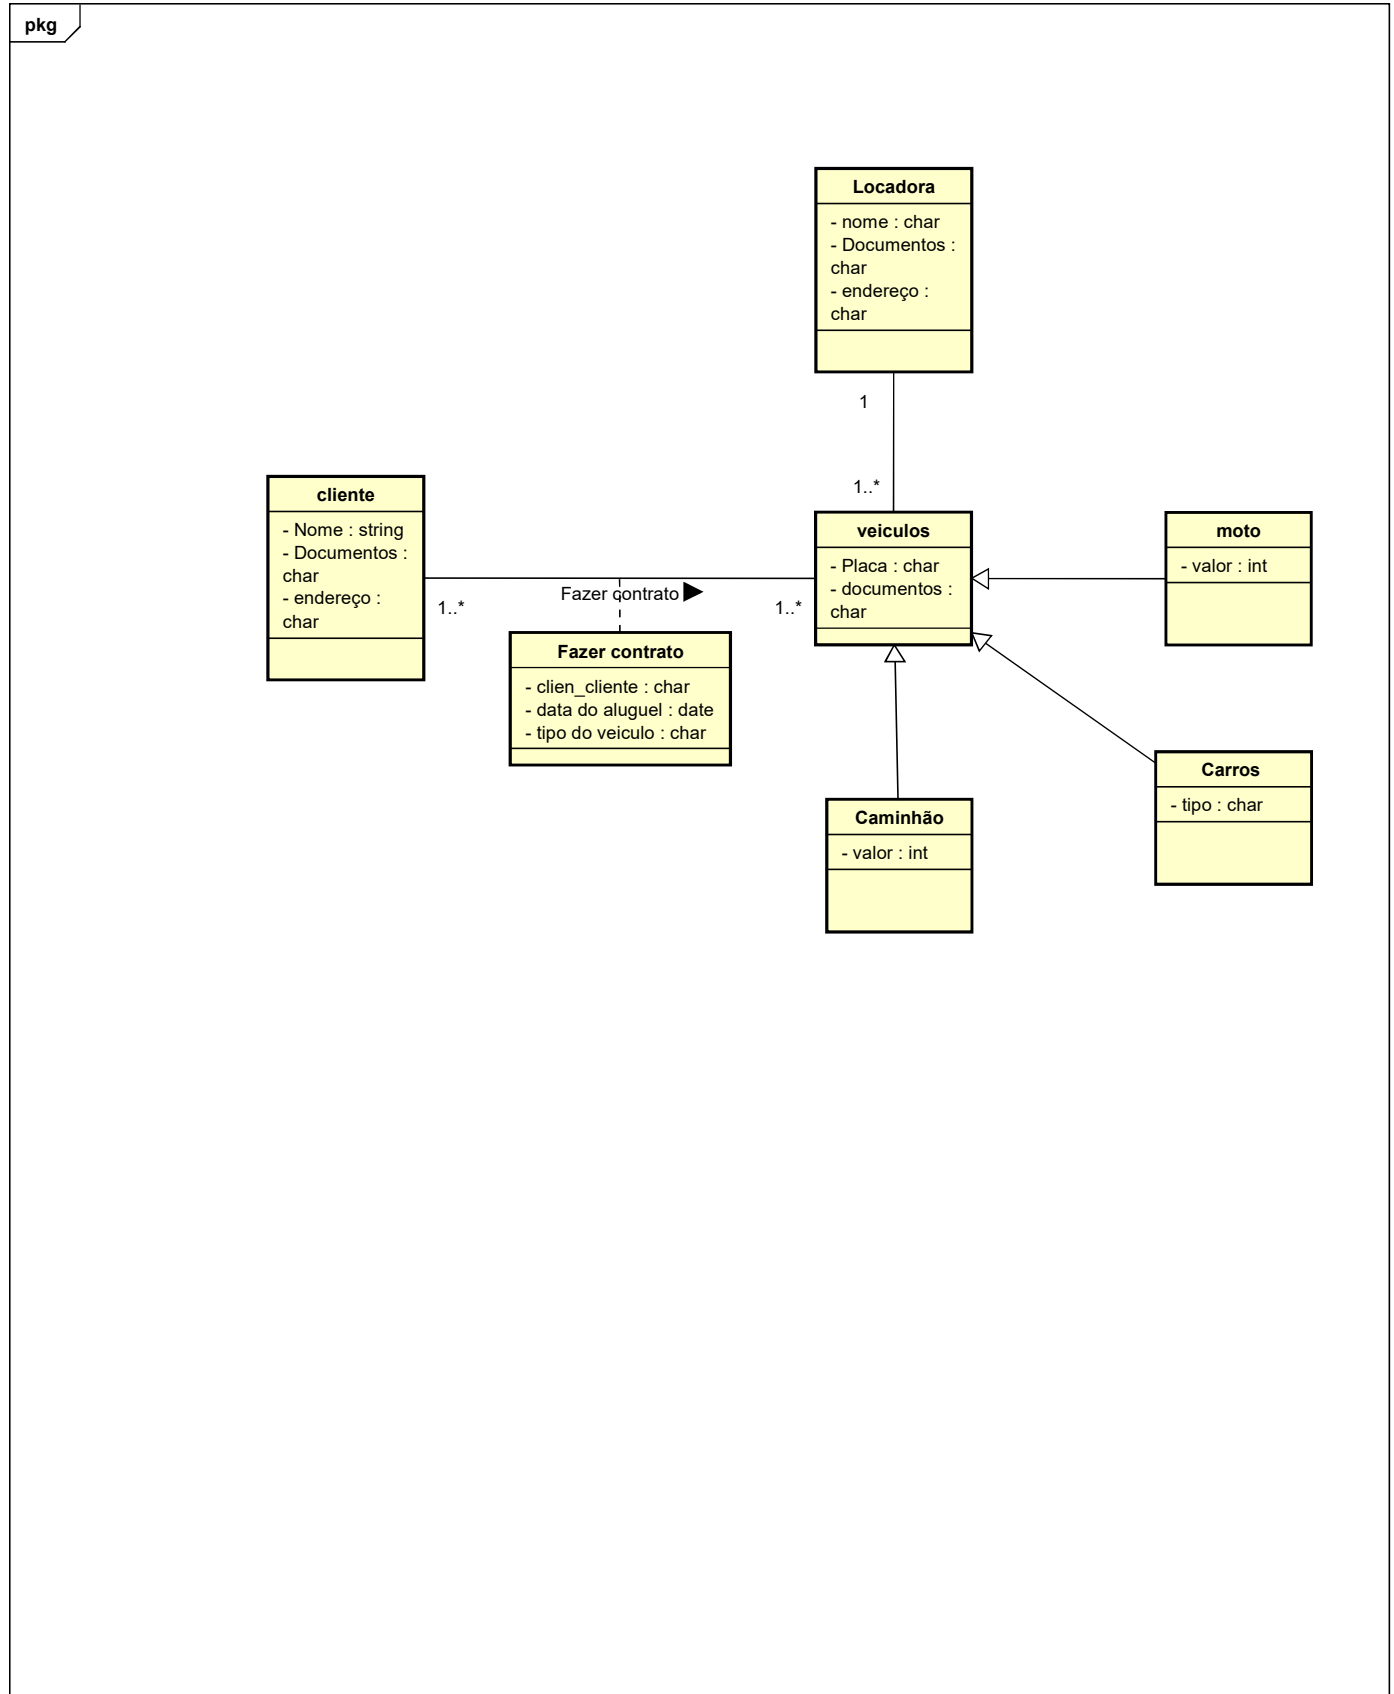 pkg
Locadora
- nome : char
- Documentos :
char
- endereço :
char
1
1..*
cliente
- Nome : string
- Documentos :
char
- endereço :
char
1..*
Fazer contrato
1..*
veiculos
- Placa : char
- documentos :
char
moto
- valor : int
Fazer contrato
- clien_cliente : char
- data do aluguel : date
- tipo do veiculo : char
Carros
- tipo : char
Caminhão
- valor : int